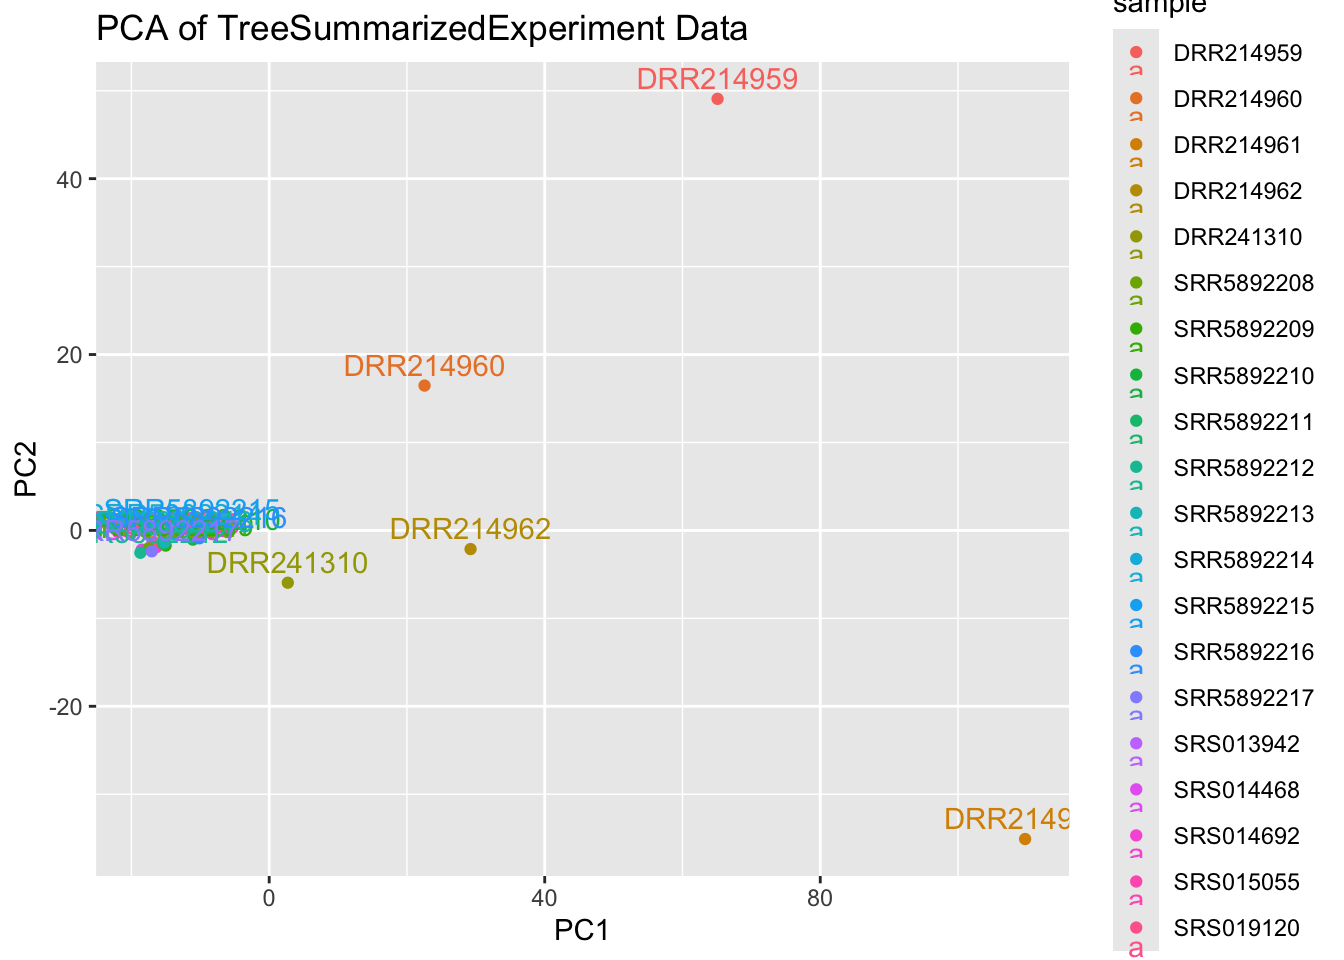 PCA of TreeSummarizedExperiment Data
sample
DRR214959
a
DRR214960
a
DRR214961
a
DRR214962
a
DRR241310
a
SRR5892208
a
SRR5892209
a
SRR5892210
a
SRR5892211
a
SRR5892212
a
SRR5892213
a
SRR5892214
a
SRR5892215
a
SRR5892216
a
SRR5892217
a
SRS013942
a
SRS014468
a
SRS014692
a
SRS015055
a
SRS019120
a
DRR214959
DRR214960
SRR5892215
DRR214962
DRR241310
DRR2149
40
20
0
-20
PC2
0
40
80
PC1